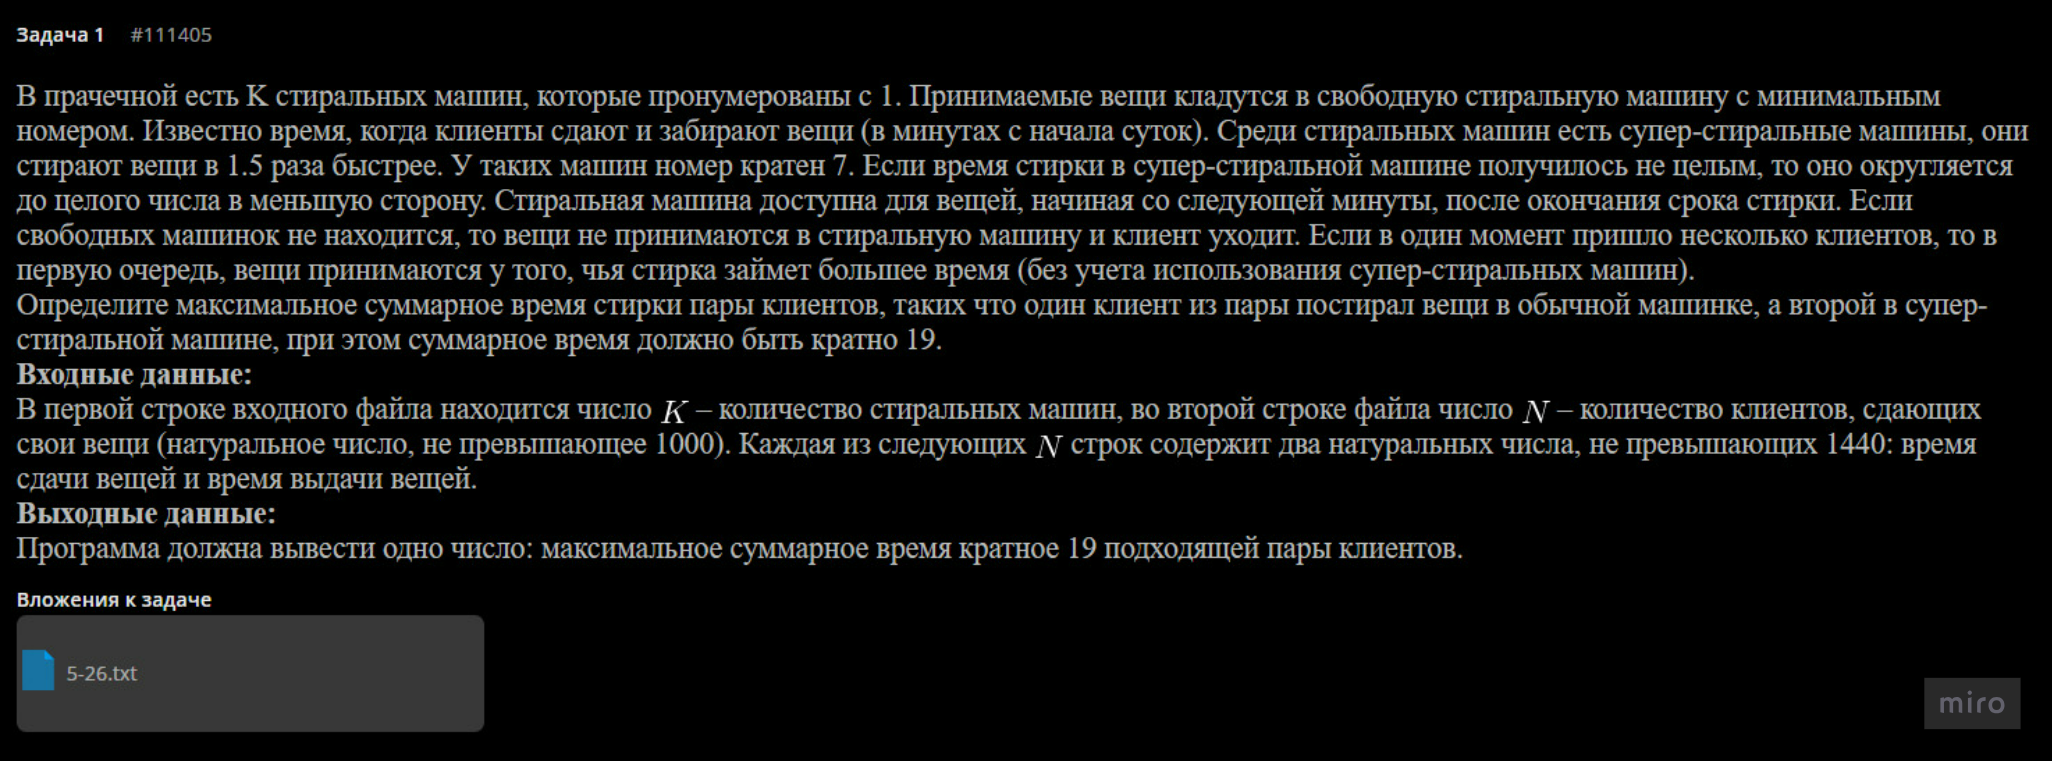 Задача 1 #111405
В прачечной есть K стиральных машин, которые пронумерованы с 1. Принимаемые вещи кладутся в свободную стиральную машину с минимальным
номером. Известно время, когда клиенты сдают и забирают вещи (в минутах с начала суток). Среди стиральных машин есть супер-стиральные машины, они
стирают вещи в 1.5 раза быстрее. У таких машин номер кратен 7. Если время стирки в супер-стиральной машине получилось не целым, то оно округляется
до целого числа в меньшую сторону. Стиральная машина доступна для вещей, начиная со следующей минуты, после окончания срока стирки. Если
свободных машинок не находится, то вещи не принимаются в стиральную машину и клиент уходит. Если в один момент пришло несколько клиентов, то в
первую очередь, вещи принимаются у того, чья стирка займет большее время (без учета использования супер-стиральных машин).
Определите максимальное суммарное время стирки пары клиентов, таких что один клиент из пары постирал вещи в обычной машинке, а второй в супер-
стиральной машине, при этом суммарное время должно быть кратно 19.
Входные данные:
В первой строке входного файла находится число K – количество стиральных машин, во второй строке файла число N – количество клиентов, сдающих
свои вещи (натуральное число, не превышающее 1000). Каждая из следующих N строк содержит два натуральных числа, не превышающих 1440: время
сдачи вещей и время выдачи вещей.
Выходные данные:
Программа должна вывести одно число: максимальное суммарное время кратное 19 подходящей пары клиентов.
Вложения к задаче
5-26.txt
miro